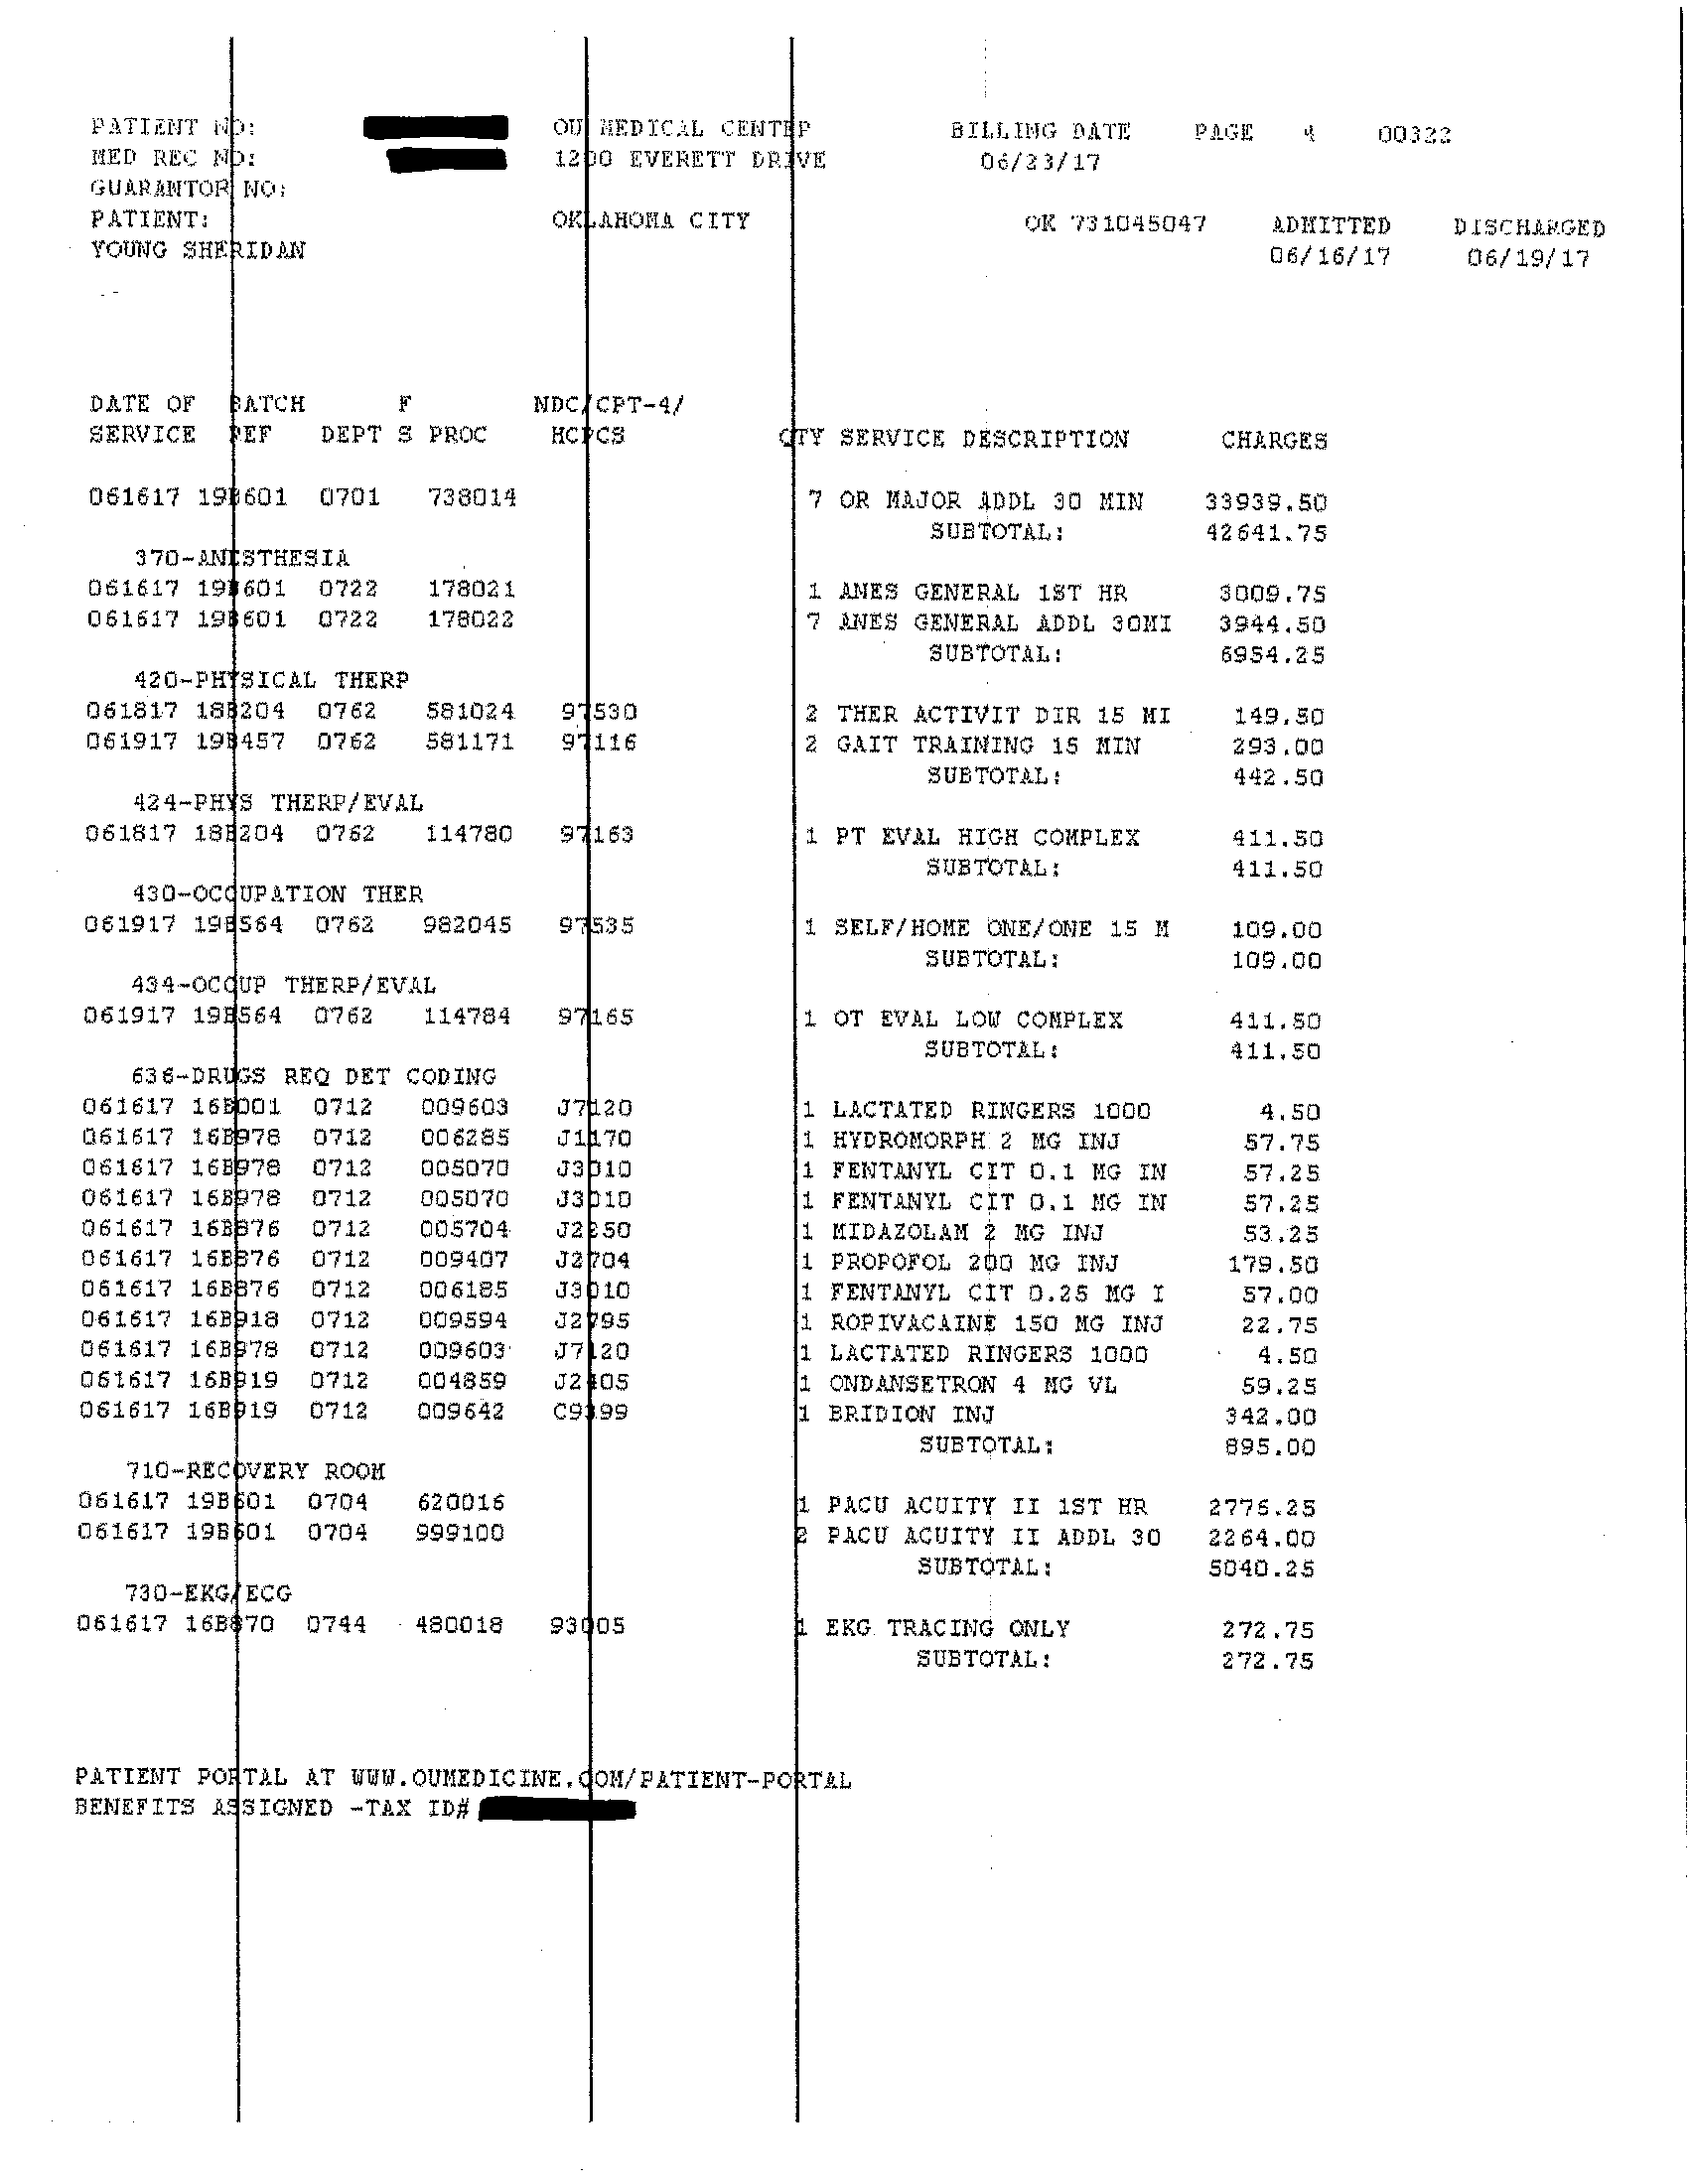 PATIENT NO: OU MEDICAL CENTER BILLING DATE PAGE 4 00322
MED REC NO: 1200 EVERETT DRIVE 06/23/17
GUARANTOR NO:
PATIENT: OKLAHOMA CITY OK 731045047 ADMITTED DISCHARGED
YOUNG SHERIDAN 06/16/17 06/19/17
DATE OF BATCH F NDC/CPT-4/
SERVICE REF DEPT S PROC HCPCS QTY SERVICE DESCRIPTION CHARGES
061617 19B601 0701 738014 7 OR MAJOR ADDL 30 MIN 33939.50
SUBTOTAL: 42641.75
370-ANESTHESIA
061617 19B601 0722 178021 1 ANES GENERAL 1ST HR 3009.75
061617 19B601 0722 178022 7 ANES GENERAL ADDL 30MI 3944.50
SUBTOTAL: 6954.25
420-PHYSICAL THERP
061817 18B204 0762 581024 97530 2 THER ACTIVIT DIR 15 MI 149.50
061917 19B457 0762 581171 97116 2 GAIT TRAINING 15 MIN 293.00
SUBTOTAL: 442.50
424-PHYS THERP/EVAL
061817 18B204 0762 114780 97163 1 PT EVAL HIGH COMPLEX 411.50
SUBTOTAL: 411.50
430-OCCUPATION THER
061917 19B564 0762 982045 97535 1 SELF/HOME ONE/ONE 15 M 109.00
SUBTOTAL: 109.00
434-OCCUP THERP/EVAL
061917 19B564 0762 114784 97165 1 OT EVAL LOW COMPLEX 411.50
SUBTOTAL: 411.50
636-DRUGS REQ DET CODING
061617 16B001 0712 009603 J7120 1 LACTATED RINGERS 1000 4.50
061617 16B978 0712 006285 J1170 1 HYDROMORPH 2 MG INJ 57.75
061617 16B978 0712 005070 J3010 1 FENTANYL CIT 0.1 MG IN 57.25
061617 16B978 0712 005070 J3010 1 FENTANYL CIT 0.1 MG IN 57.25
061617 16B876 0712 005704 J2250 1 MIDAZOLAM 2 MG INJ 53.25
061617 16B876 0712 009407 J2704 1 PROPOFOL 200 MG INJ 179.50
061617 16B876 0712 006185 J3010 1 FENTANYL CIT 0.25 MG I 57.00
061617 16B918 0712 009594 J2795 1 ROPIVACAINE 150 MG INJ 22.75
061617 16B978 0712 009603 J7120 1 LACTATED RINGERS 1000 4.50
061617 16B919 0712 004859 J2405 1 ONDANSETRON 4 MG VL 59.25
061617 16B919 0712 009642 C9399 1 BRIDION INJ 342.00
SUBTOTAL: 895.00
710-RECOVERY ROOM
061617 19B601 0704 620016 1 PACU ACUITY II 1ST HR 2776.25
061617 19B601 0704 999100 2 PACU ACUITY II ADDL 30 2264.00
SUBTOTAL: 5040.25
730-EKG/ECG
061617 16B870 0744 480018 93005 1 EKG TRACING ONLY 272.75
SUBTOTAL: 272.75
PATIENT PORTAL AT WWW.OUMEDICINE.COM/PATIENT-PORTAL
BENEFITS ASSIGNED -TAX ID#